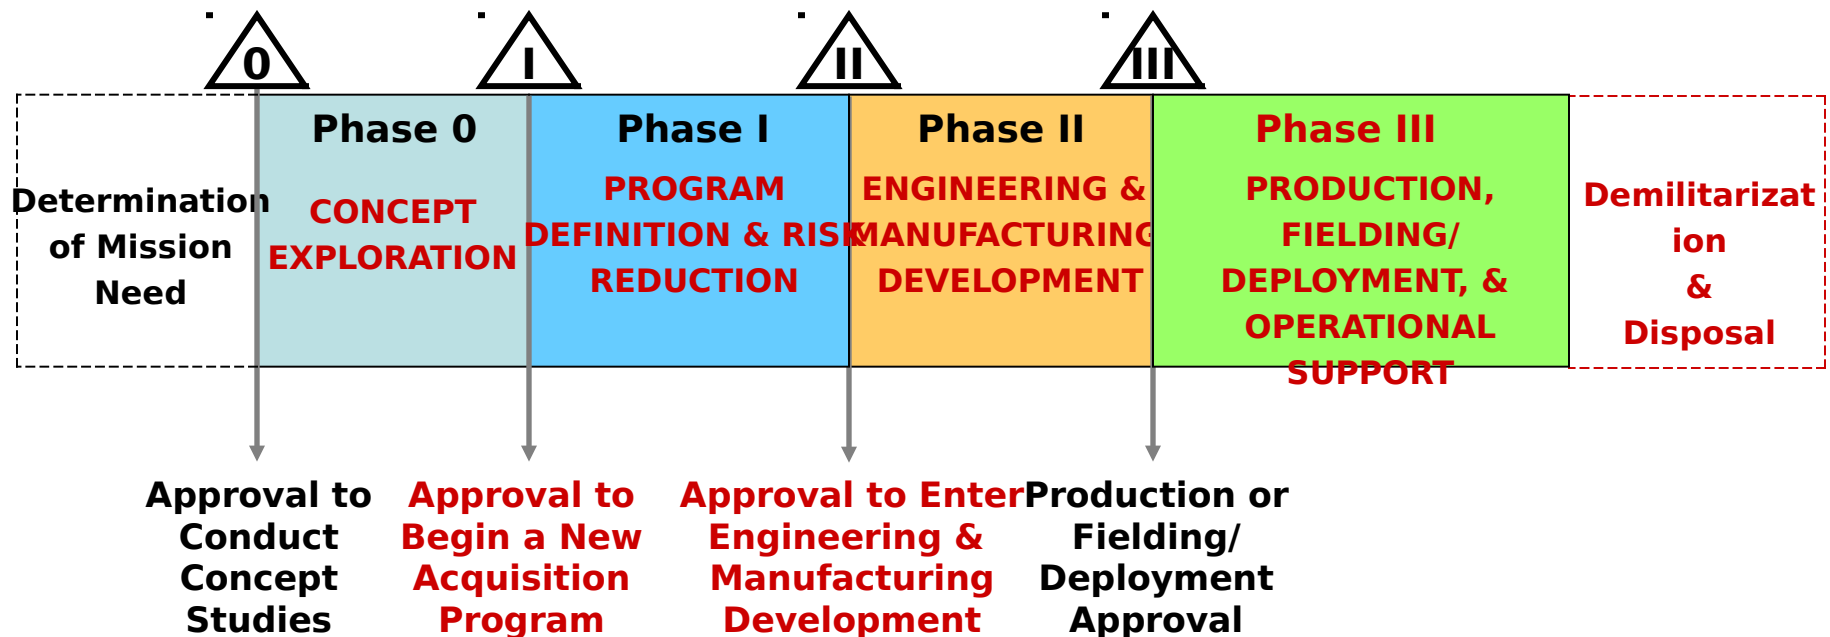 0
I
II
III
Determination
of Mission
Need
Phase 0
CONCEPT
EXPLORATION
Phase I
PROGRAM
DEFINITION & RISK
REDUCTION
Phase II
ENGINEERING &
MANUFACTURING
DEVELOPMENT
Phase III
PRODUCTION,
FIELDING/
DEPLOYMENT, &
OPERATIONAL
SUPPORT
Demilitarizat
ion
&
Disposal
Approval to
Conduct
Concept
Studies
Approval to
Begin a New
Acquisition
Program
Approval to Enter
Engineering &
Manufacturing
Development
Production or
Fielding/
Deployment
Approval